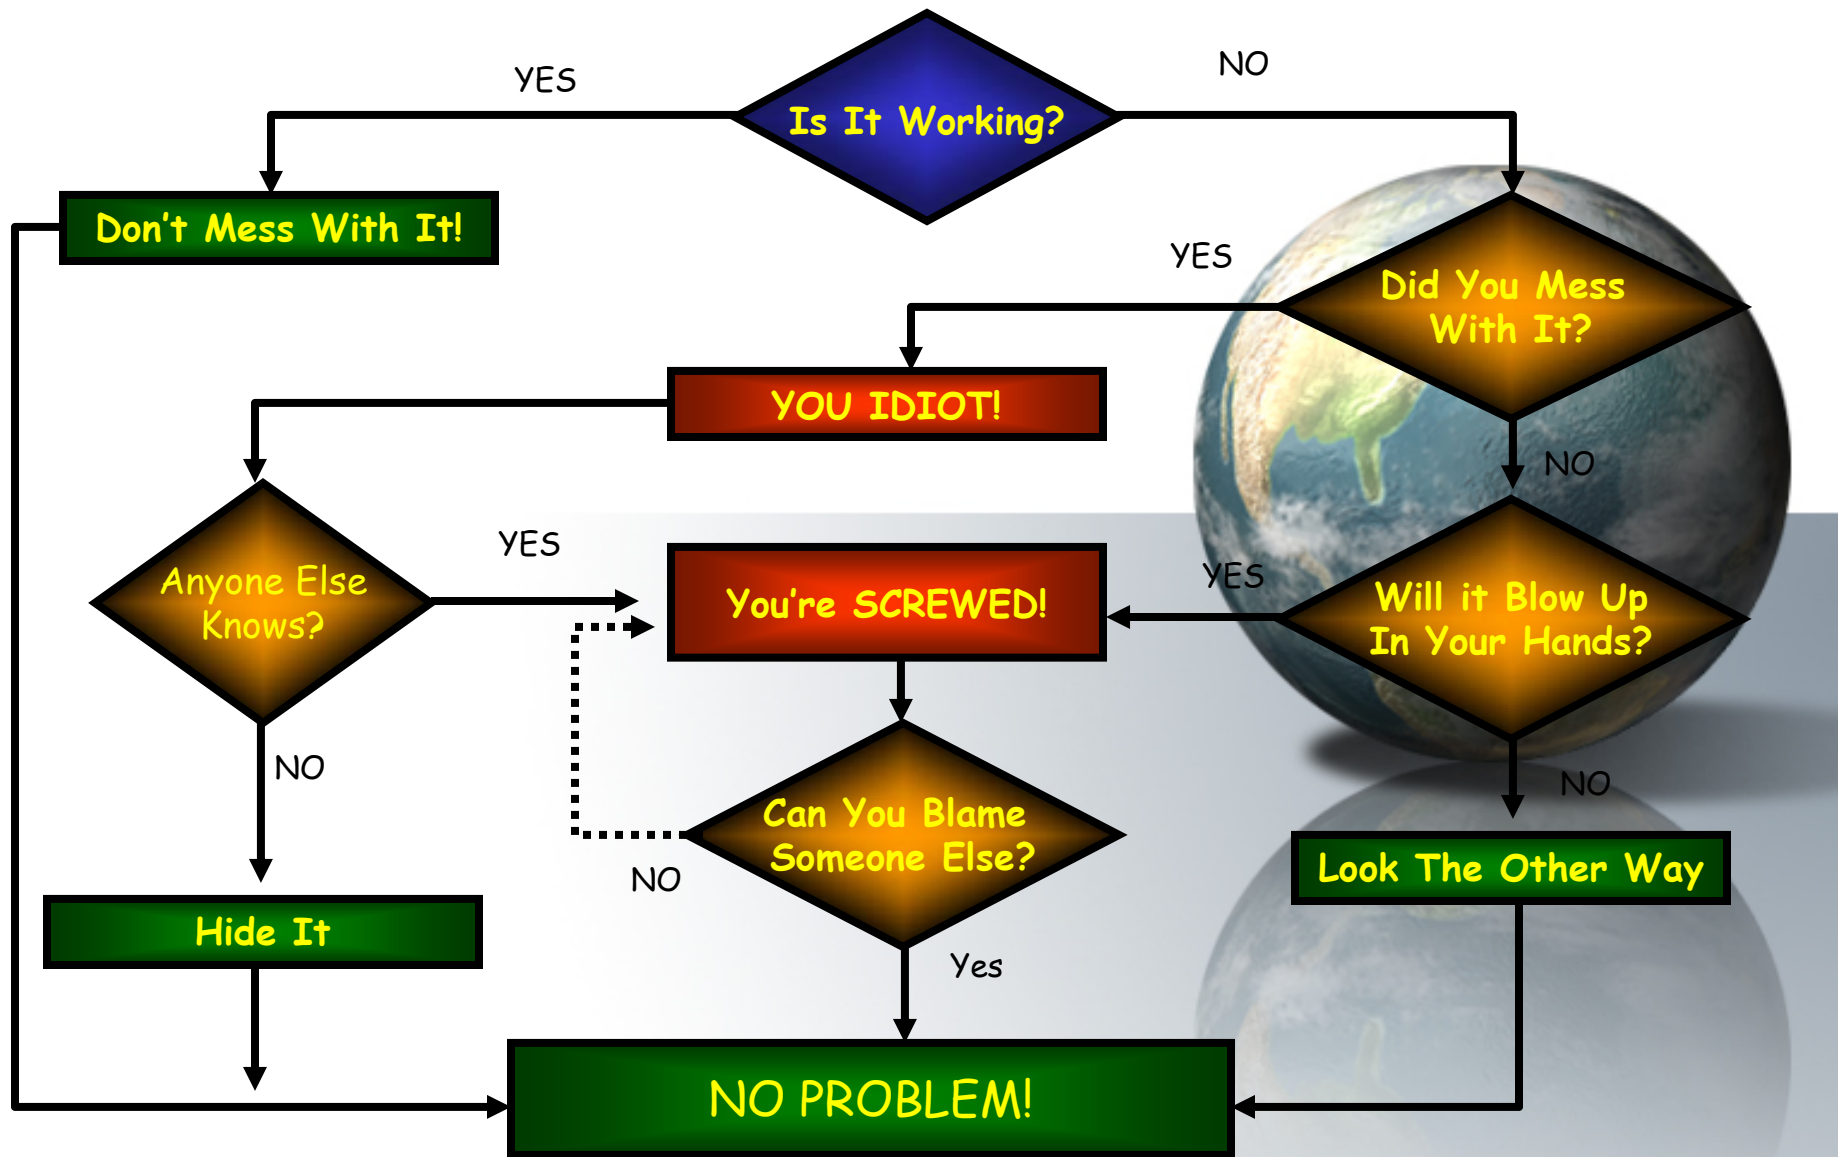 YES
NO
Is It Working?
Don't Mess With It!
YES
Did You Mess
With It?
YOU IDIOT!
NO
YES
Anyone Else
Knows?
You're SCREWED!
YES
Will it Blow Up
In Your Hands?
NO
NO
Can You Blame
Someone Else?
NO
Look The Other Way
Hide It
Yes
NO PROBLEM!